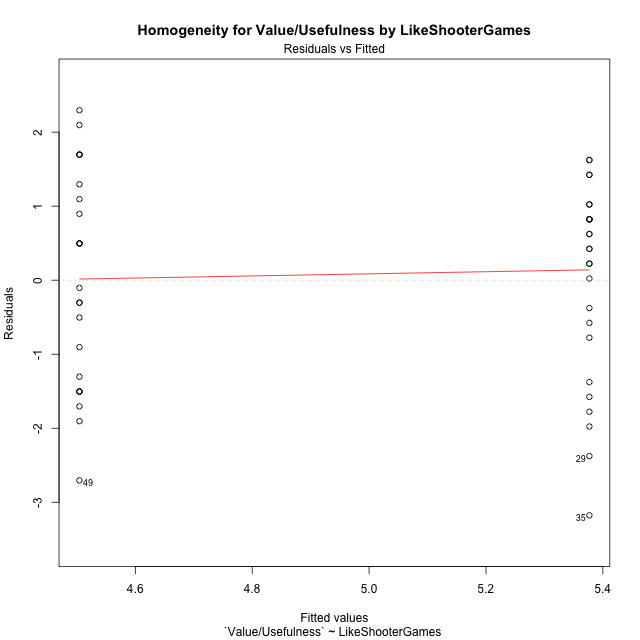 Homogeneity for Value/Usefulness by LikeShooterGames
Residuals vs Fitted
2
1
0
-1
-2
-3
Residuals
49
29
35
4.6 4.8 5.0 5.2 5.4
Fitted values
`Value/Usefulness` ~ LikeShooterGames